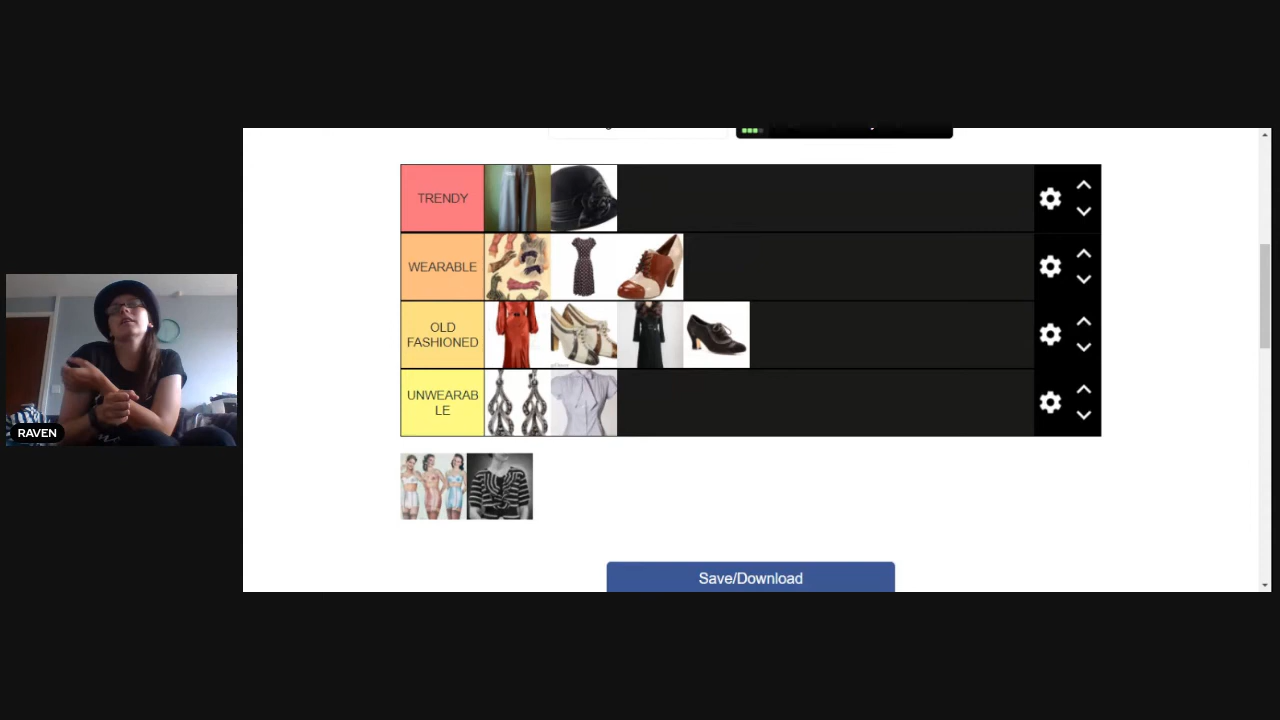 TRENDY
WEARABLE
OLD
FASHIONED
UNWEARAB
LE
RAVEN
Save/Download